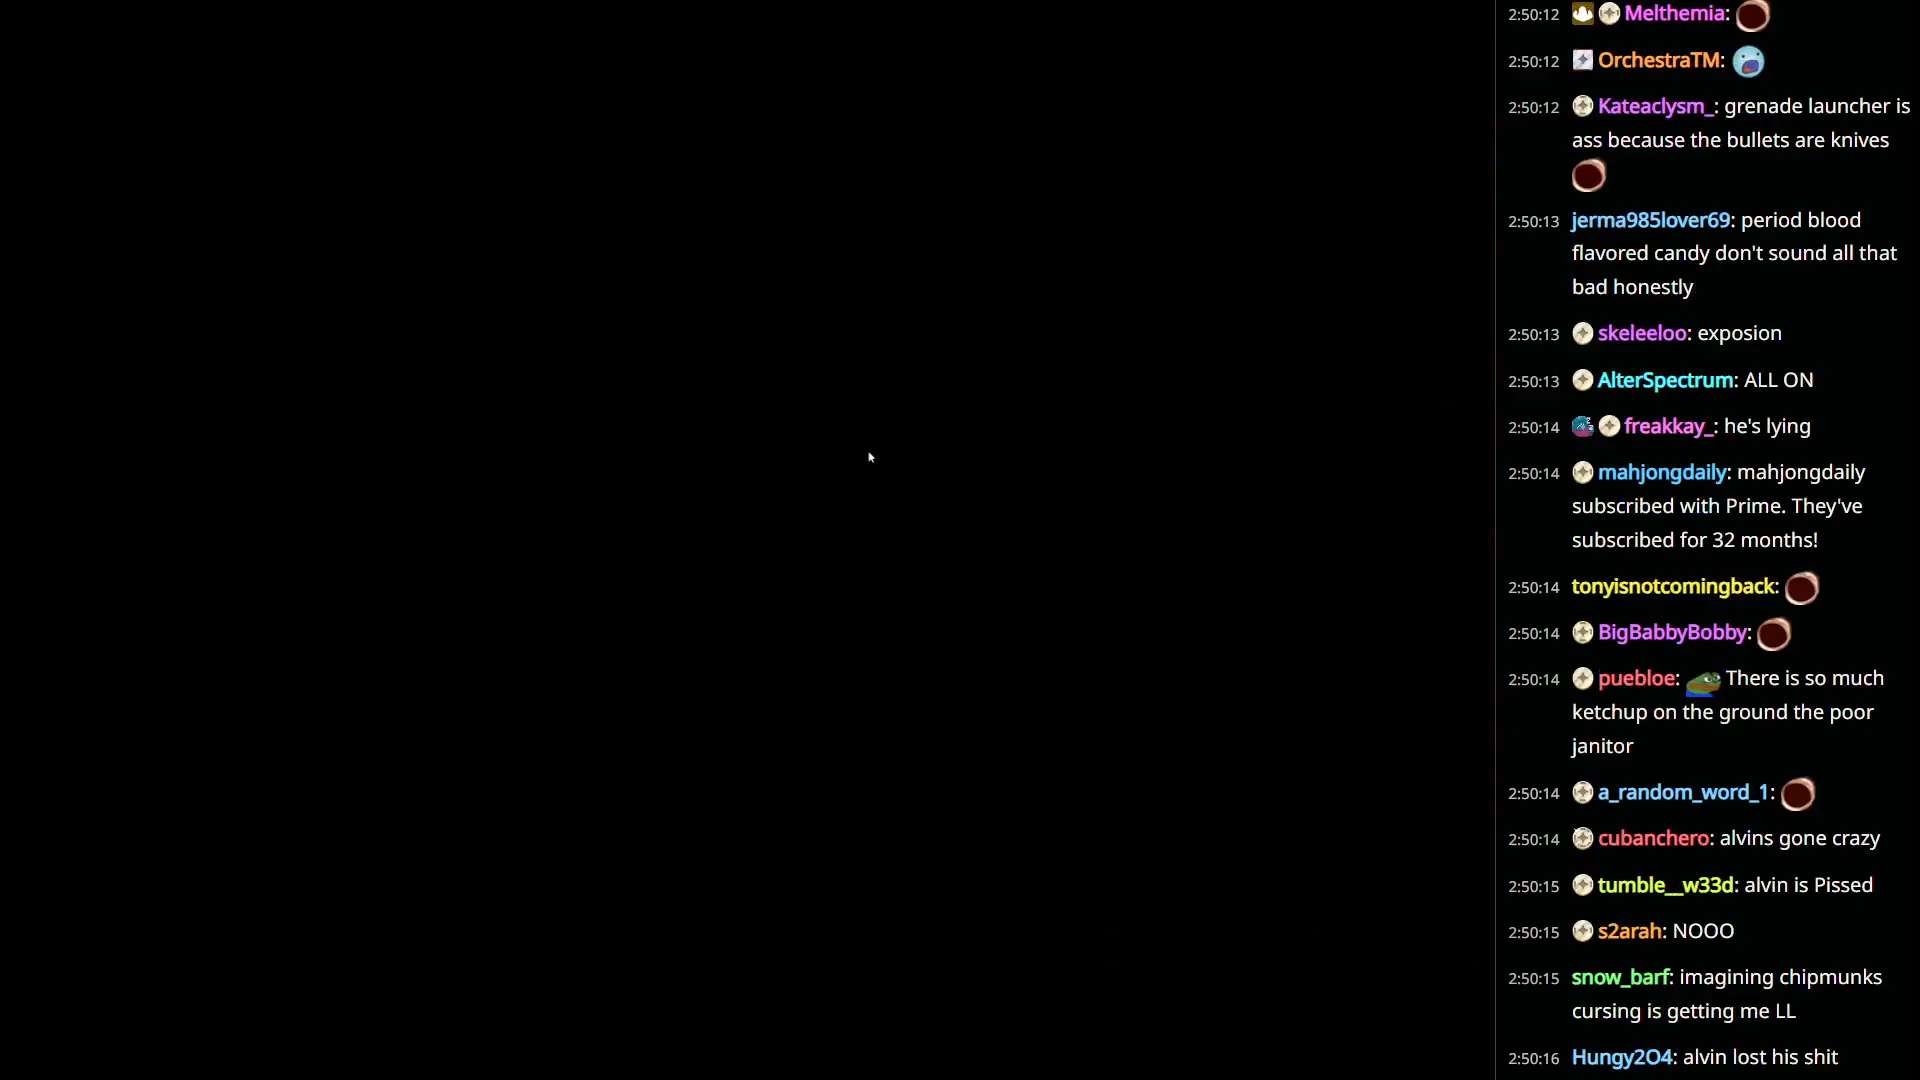 2:50:12 Melthemia:
2:50:12 OrchestraTM:
2:50:12 Kateaclysm_: grenade launcher is
ass because the bullets are knives
2:50:13 jerma985lover69: period blood
flavored candy don't sound all that
bad honestly
2:50:13 skeleeloo: exposion
2:50:13 AlterSpectrum: ALL ON
2:50:14 freakkay_: he's lying
2:50:14 mahjongdaily: mahjongdaily
subscribed with Prime. They've
subscribed for 32 months!
2:50:14 tonyisnotcomingback:
2:50:14 BigBabbyBobby:
2:50:14 puebloe: There is so much
ketchup on the ground the poor
janitor
2:50:14 a_random_word_1:
2:50:14 cubanchero: alvins gone crazy
2:50:15 tumble__w33d: alvin is Pissed
2:50:15 s2arah: NOOO
2:50:15 snow_barf: imagining chipmunks
cursing is getting me LL
2:50:16 Hungy2O4: alvin lost his shit